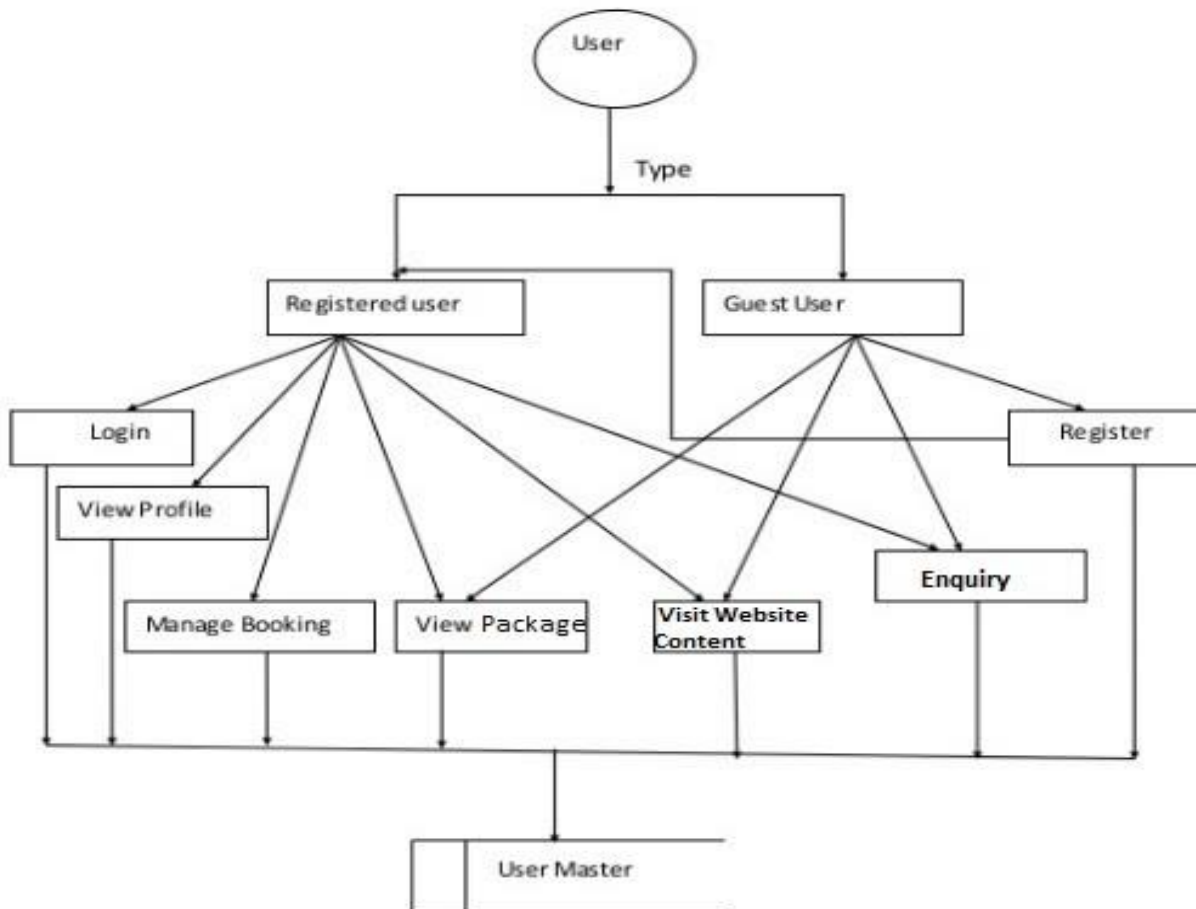 User
Type
Registered user
Guest User
Login
Register
View Profile
Enquiry
Manage Booking
View Package
Visit Website
Content
User Master